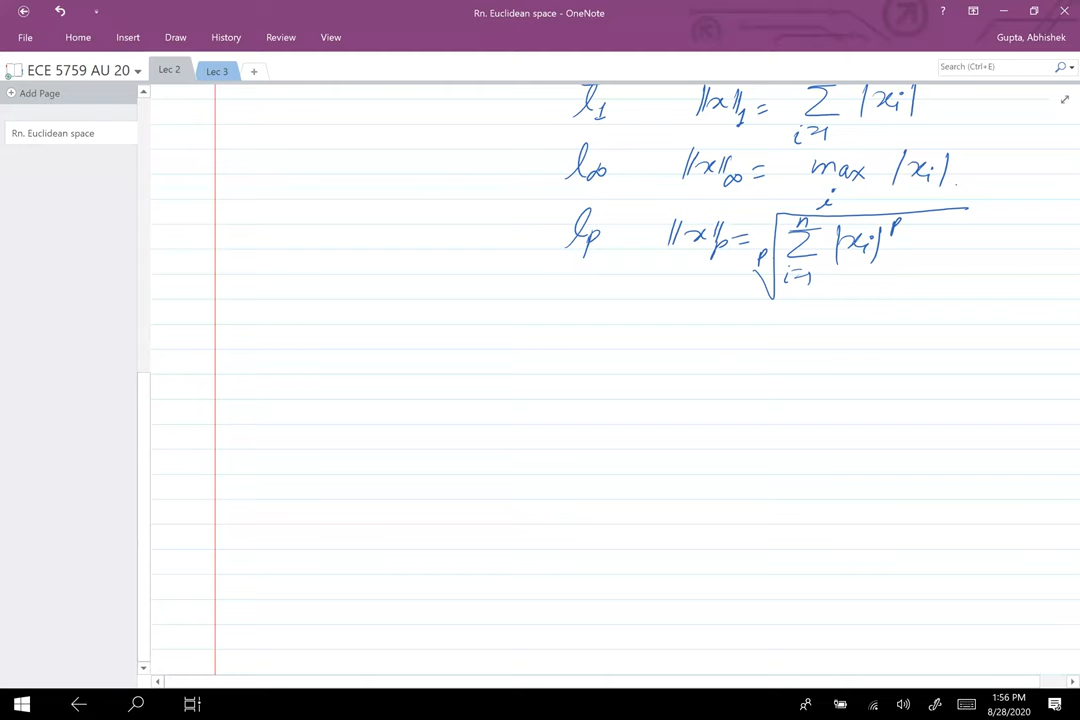 Rn. Euclidean space - OneNote
?
File Home Insert Draw History Review View
Gupta, Abhishek
ECE 5759 AU 20
Lec 2
Lec 3
+
Search (Ctrl+E)
Add Page
Rn. Euclidean space
l₁ ||x||₁ = ∑_{i=1} |xᵢ|
l∞ ||x||∞ = max_i |xᵢ|.
lp ||x||p = ᵖ√(∑_{i=1}^{n} |xᵢ|^p)
1:56 PM
8/28/2020